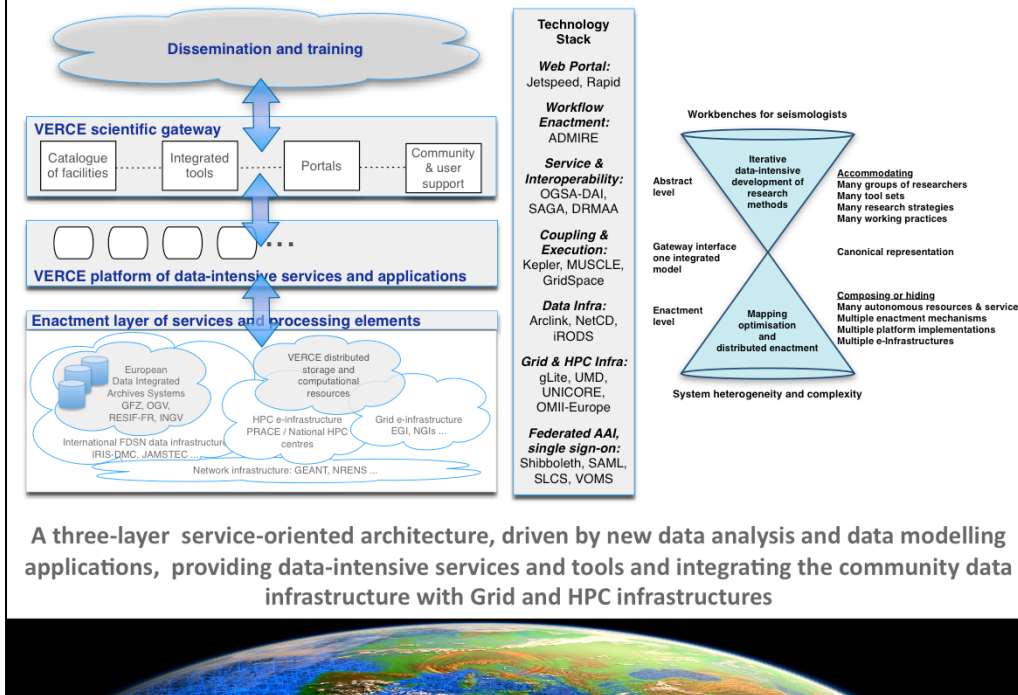 Dissemination and training
VERCE scientific gateway
Catalogue
of facilities
Integrated
tools
Portals
Community
& user
support
...
VERCE platform of data-intensive services and applications
Enactment layer of services and processing elements
European
Data Integrated
Archives Systems
GFZ, OGV,
RESIF-FR, INGV
International FDSN data infrastructure
IRIS-DMC, JAMSTEC ...
VERCE distributed
storage and
computational
resources
HPC e-infrastructure
PRACE / National HPC
centres
Grid e-infrastructure
EGI, NGIs ...
Network infrastructure: GEANT, NRENS ...
Technology
Stack
Web Portal:
Jetspeed, Rapid
Workflow
Enactment:
ADMIRE
Service &
Interoperability:
OGSA-DAI,
SAGA, DRMAA
Coupling &
Execution:
Kepler, MUSCLE,
GridSpace
Data Infra:
Arclink, NetCD,
iRODS
Grid & HPC Infra:
gLite, UMD,
UNICORE,
OMII-Europe
Federated AAI,
single sign-on:
Shibboleth, SAML,
SLCS, VOMS
Workbenches for seismologists
Iterative
data-intensive
development of
research
methods
Abstract
level
Accommodating
Many groups of researchers
Many tool sets
Many research strategies
Many working practices
Gateway interface
one integrated
model
Canonical representation
Enactment
level
Mapping
optimisation
and
distributed enactment
Composing or hiding
Many autonomous resources & service
Multiple enactment mechanisms
Multiple platform implementations
Multiple e-Infrastructures
System heterogeneity and complexity
A three-layer service-oriented architecture, driven by new data analysis and data modelling
applications, providing data-intensive services and tools and integrating the community data
infrastructure with Grid and HPC infrastructures